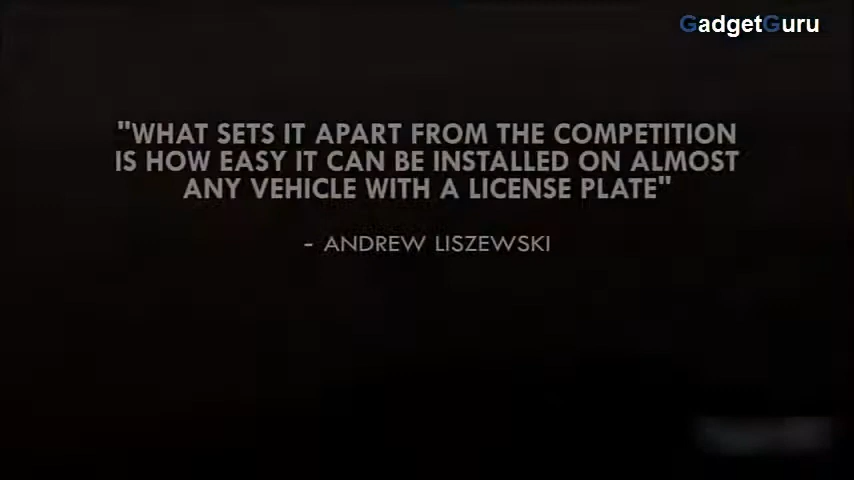 GadgetGuru
"WHAT SETS IT APART FROM THE COMPETITION
IS HOW EASY IT CAN BE INSTALLED ON ALMOST
ANY VEHICLE WITH A LICENSE PLATE"
- ANDREW LISZEWSKI